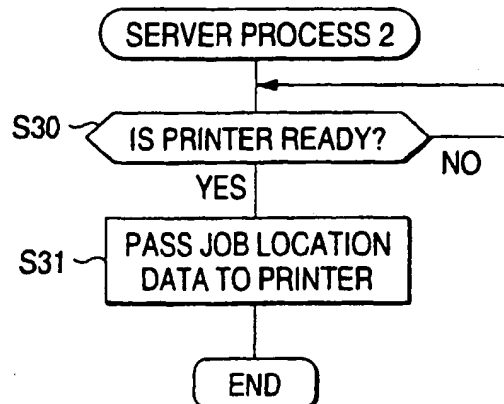 SERVER PROCESS 2
S30
IS PRINTER READY?
NO
YES
S31
PASS JOB LOCATION
DATA TO PRINTER
END